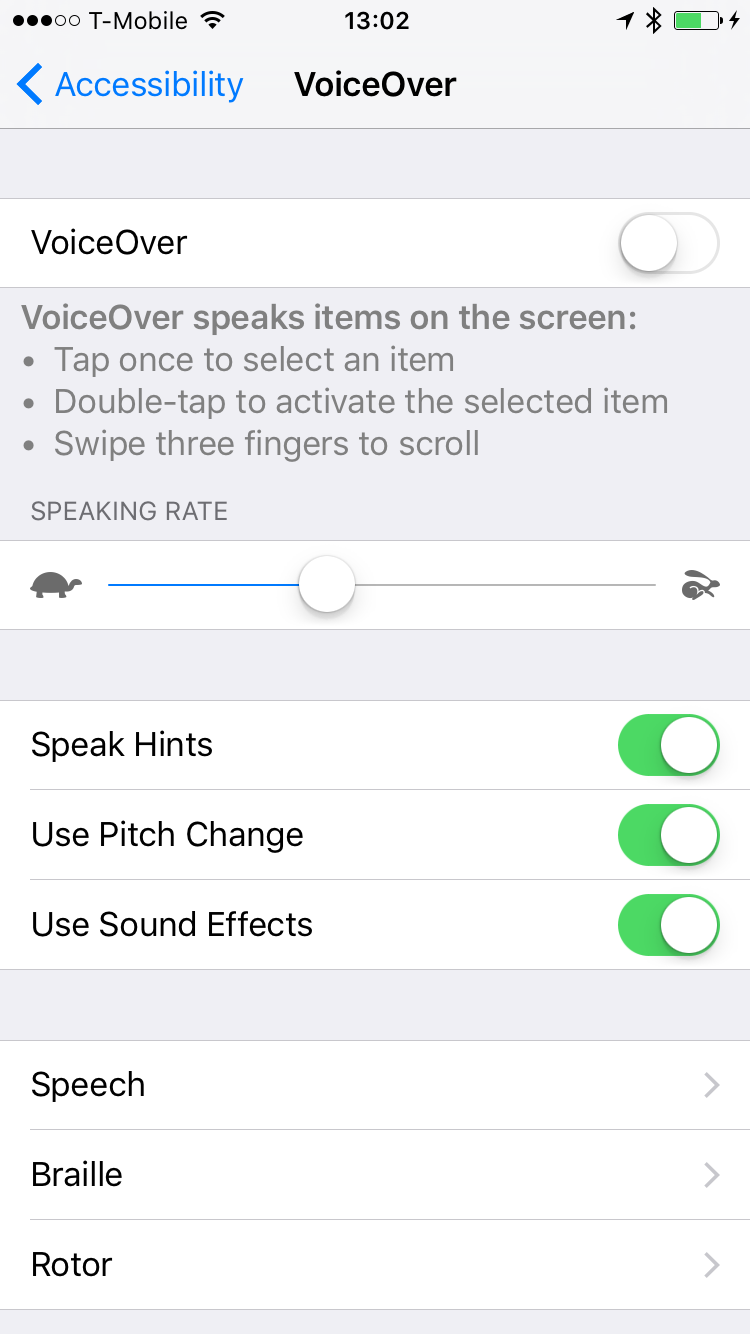 T-Mobile 13:02
Accessibility VoiceOver
VoiceOver
VoiceOver speaks items on the screen:
• Tap once to select an item
• Double-tap to activate the selected item
• Swipe three fingers to scroll
SPEAKING RATE
Speak Hints
Use Pitch Change
Use Sound Effects
Speech
Braille
Rotor